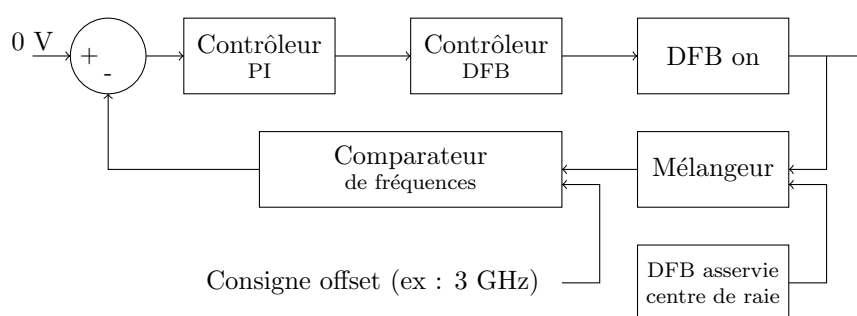 0 V
+
-
Contrôleur
PI
Contrôleur
DFB
DFB on
Comparateur
de fréquences
Mélangeur
Consigne offset (ex : 3 GHz)
DFB asservie
centre de raie